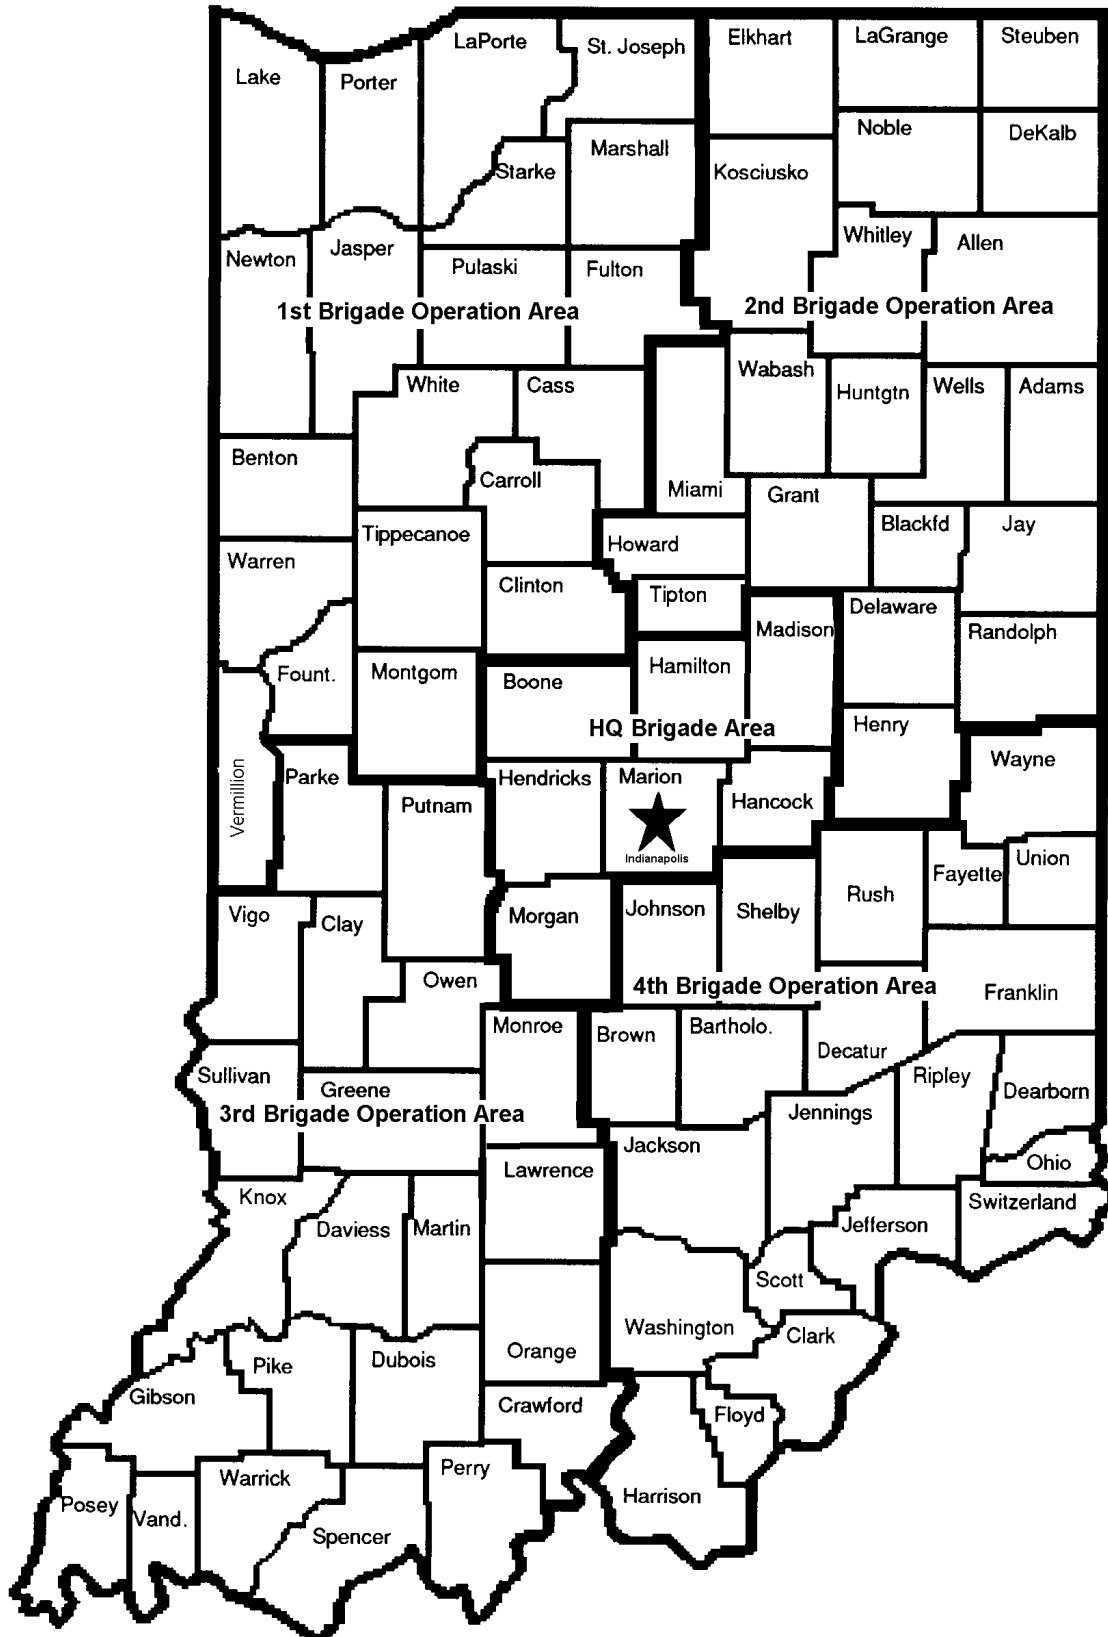 LaPorte
St. Joseph
Elkhart
LaGrange
Steuben
Lake
Porter
Noble
DeKalb
Marshall
Starke
Kosciusko
Whitley
Allen
Newton
Jasper
Pulaski
Fulton
1st Brigade Operation Area
2nd Brigade Operation Area
White
Cass
Wabash
Huntgtn
Wells
Adams
Benton
Carroll
Miami
Grant
Tippecanoe
Howard
Blackfd
Jay
Warren
Clinton
Tipton
Delaware
Madison
Randolph
Fount.
Montgom
Boone
Hamilton
HQ Brigade Area
Henry
Vermillion
Parke
Putnam
Hendricks
Marion
Hancock
Wayne
Indianapolis
Union
Fayette
Rush
Vigo
Clay
Morgan
Johnson
Shelby
Owen
4th Brigade Operation Area
Franklin
Monroe
Brown
Bartholo.
Decatur
Sullivan
Greene
Ripley
Dearborn
3rd Brigade Operation Area
Jennings
Jackson
Lawrence
Ohio
Knox
Switzerland
Daviess
Martin
Jefferson
Scott
Washington
Clark
Pike
Dubois
Orange
Gibson
Crawford
Floyd
Posey
Vand.
Warrick
Perry
Harrison
Spencer